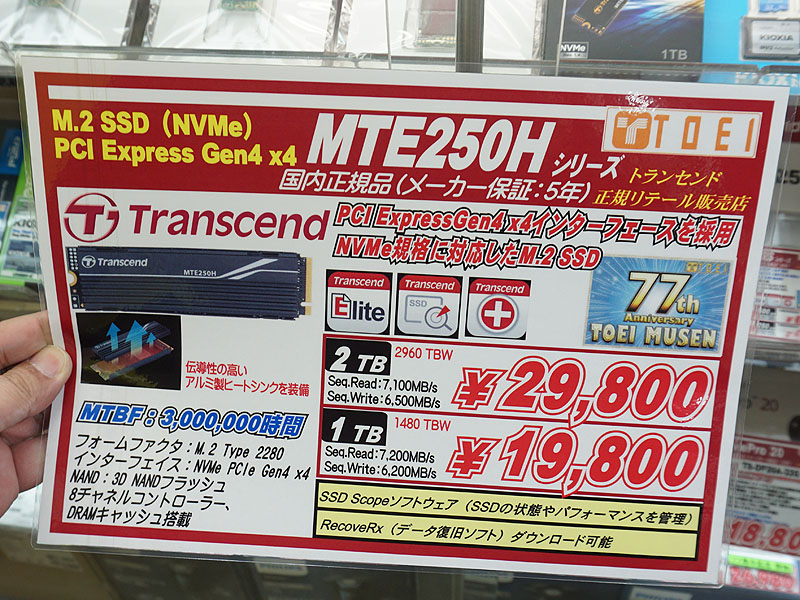 NVMe
1TB
KIOXIA
M.2 SSD（NVMe）
PCI Express Gen4 x4
MTE250Hシリーズ
TOEI
国内正規品（メーカー保証：5年）
トランセンド
正規リテール販売店
Transcend
PCI ExpressGen4 x4インターフェースを採用
NVMe規格に対応したM.2 SSD
Transcend
MTE250H
Transcend
Elite
Transcend
SSD
Transcend
TOEI
77th
Anniversary
TOEI MUSEN
伝導性の高い
アルミ製ヒートシンクを装備
2TB 2960 TBW
Seq.Read：7,100MB/s
Seq.Write：6,500MB/s
￥29,800
1TB 1480 TBW
Seq.Read：7,200MB/s
Seq.Write：6,200MB/s
￥19,800
MTBF：3,000,000時間
フォームファクタ：M.2 Type 2280
インターフェイス：NVMe PCIe Gen4 x4
NAND：3D NANDフラッシュ
8チャネルコントローラー、
DRAMキャッシュ搭載
SSD Scopeソフトウェア（SSDの状態やパフォーマンスを管理）
RecoveRx（データ復旧ソフト）ダウンロード可能